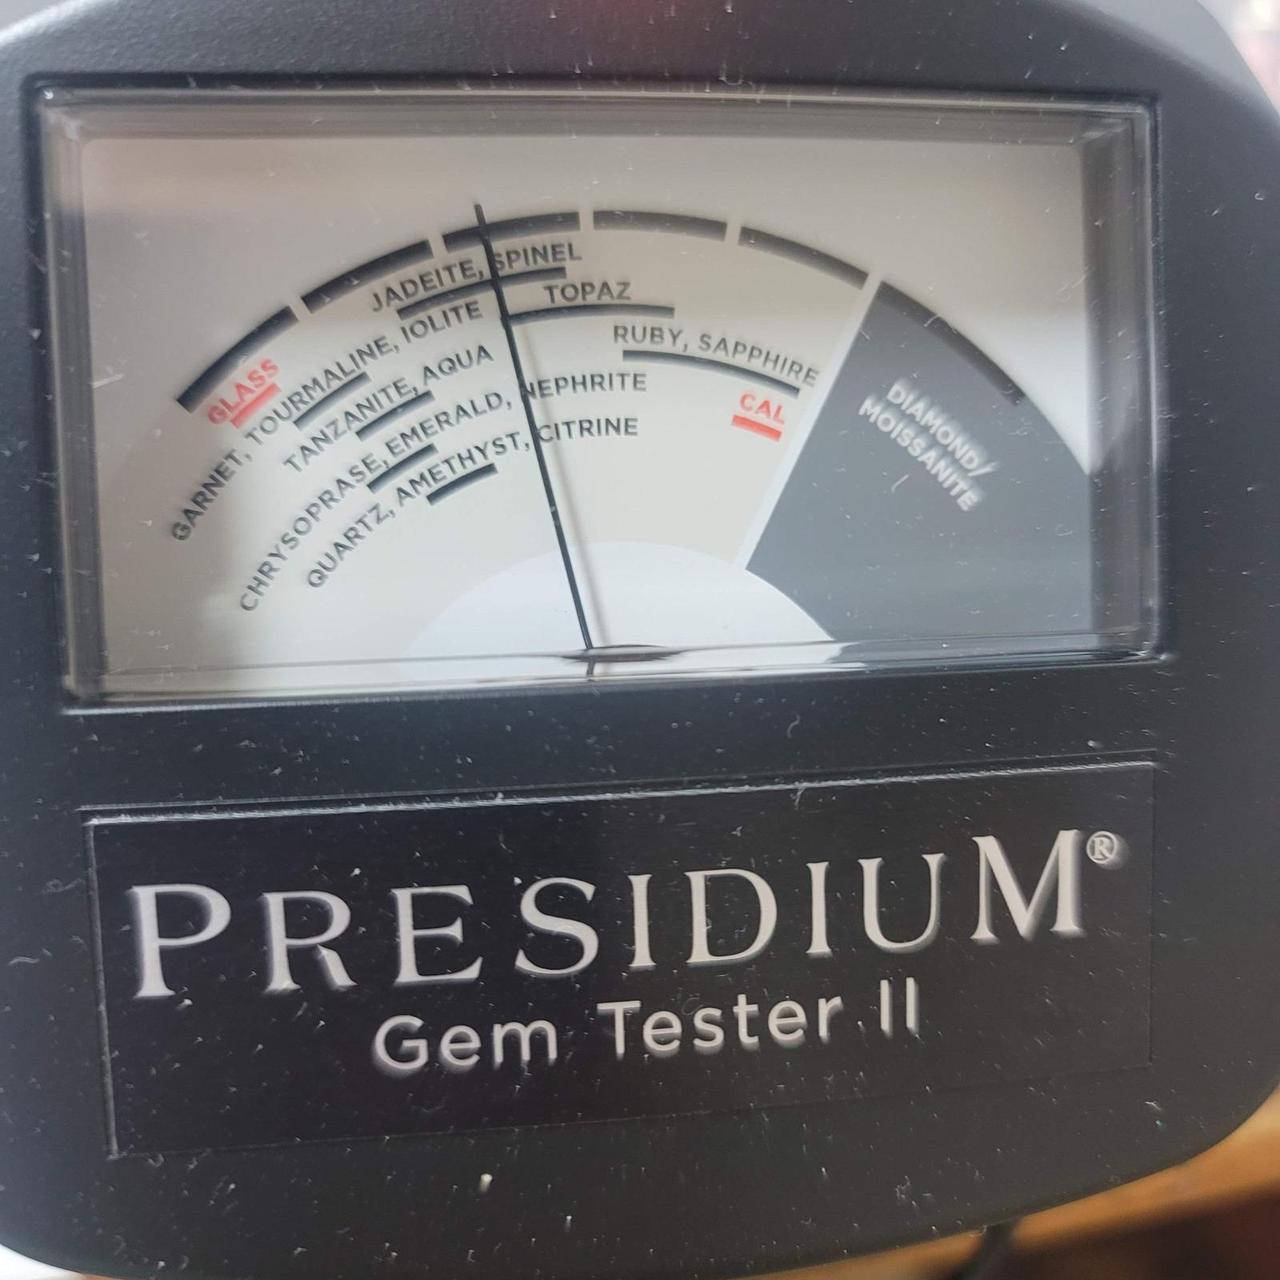 JADEITE, SPINEL
TOPAZ
RUBY, SAPPHIRE
GLASS
GARNET, TOURMALINE, IOLITE
TANZANITE, AQUA
CHRYSOPRASE, EMERALD, NEPHRITE
QUARTZ, AMETHYST, CITRINE
CAL
DIAMOND/
MOISSANITE
PRESIDIUM®
Gem Tester II